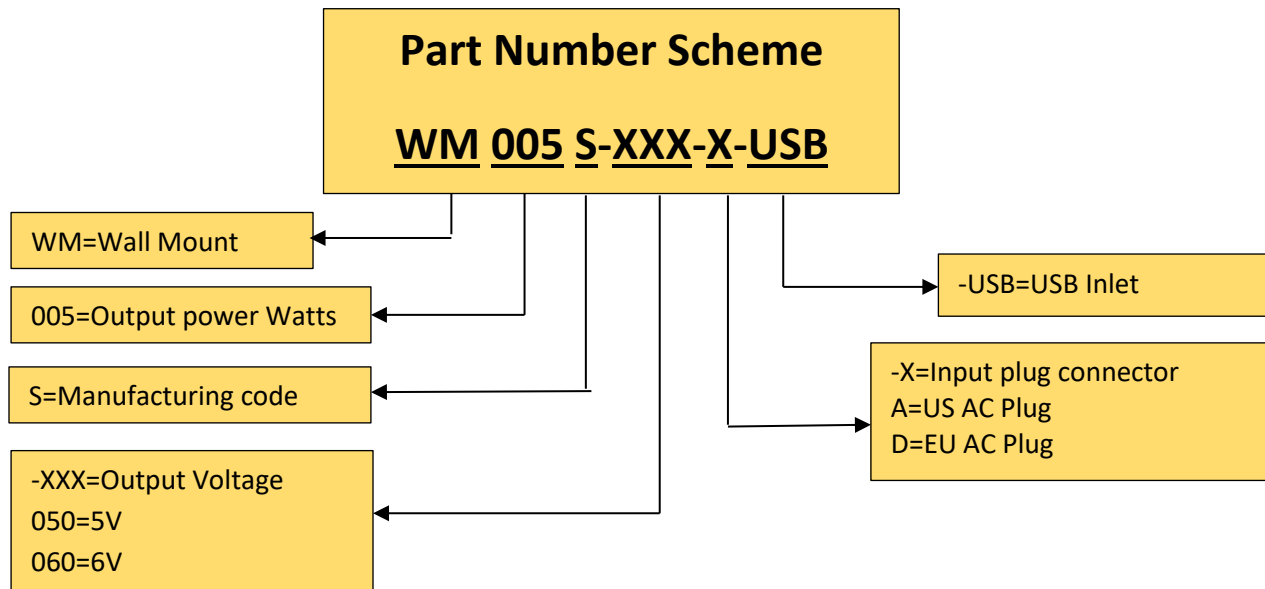 Part Number Scheme
WM 005 S-XXX-X-USB
WM=Wall Mount
005=Output power Watts
S=Manufacturing code
-XXX=Output Voltage
050=5V
060=6V
-USB=USB Inlet
-X=Input plug connector
A=US AC Plug
D=EU AC Plug